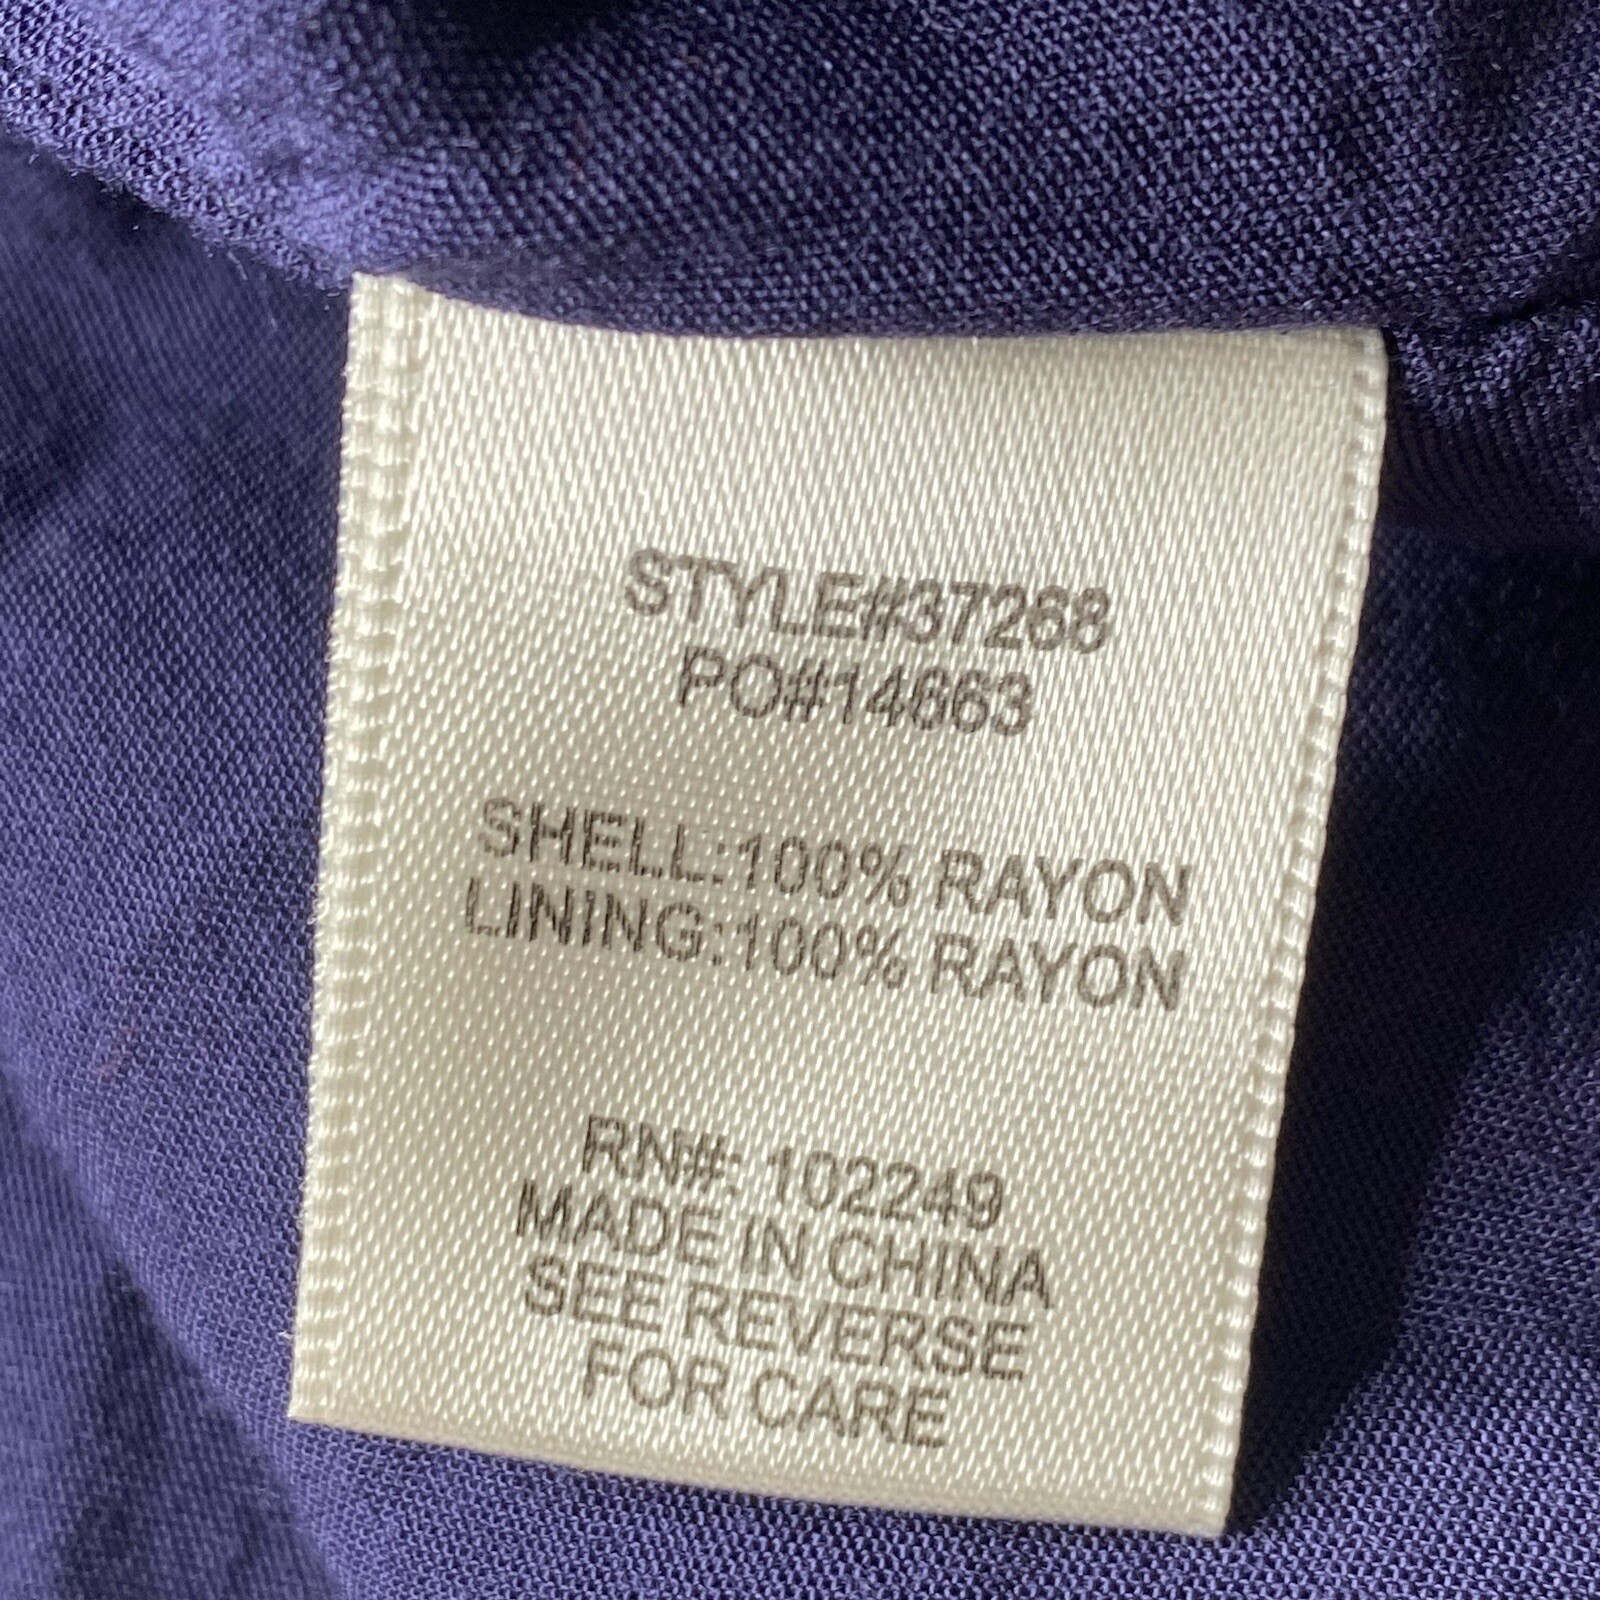 STYLE#37268
PO#14663
SHELL:100% RAYON
LINING:100% RAYON
RN#: 102249
MADE IN CHINA
SEE REVERSE
FOR CARE